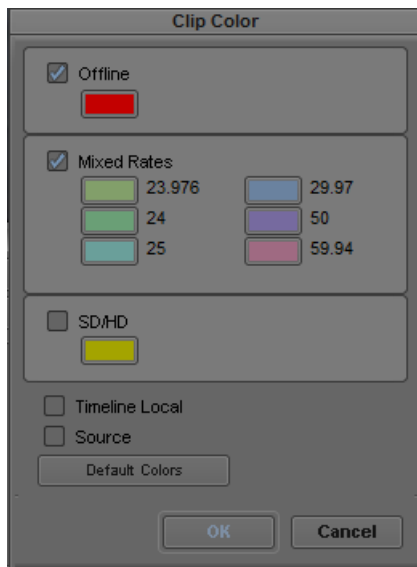 Clip Color
Offline
Mixed Rates
23.976 29.97
24 50
25 59.94
SD/HD
Timeline Local
Source
Default Colors
OK Cancel